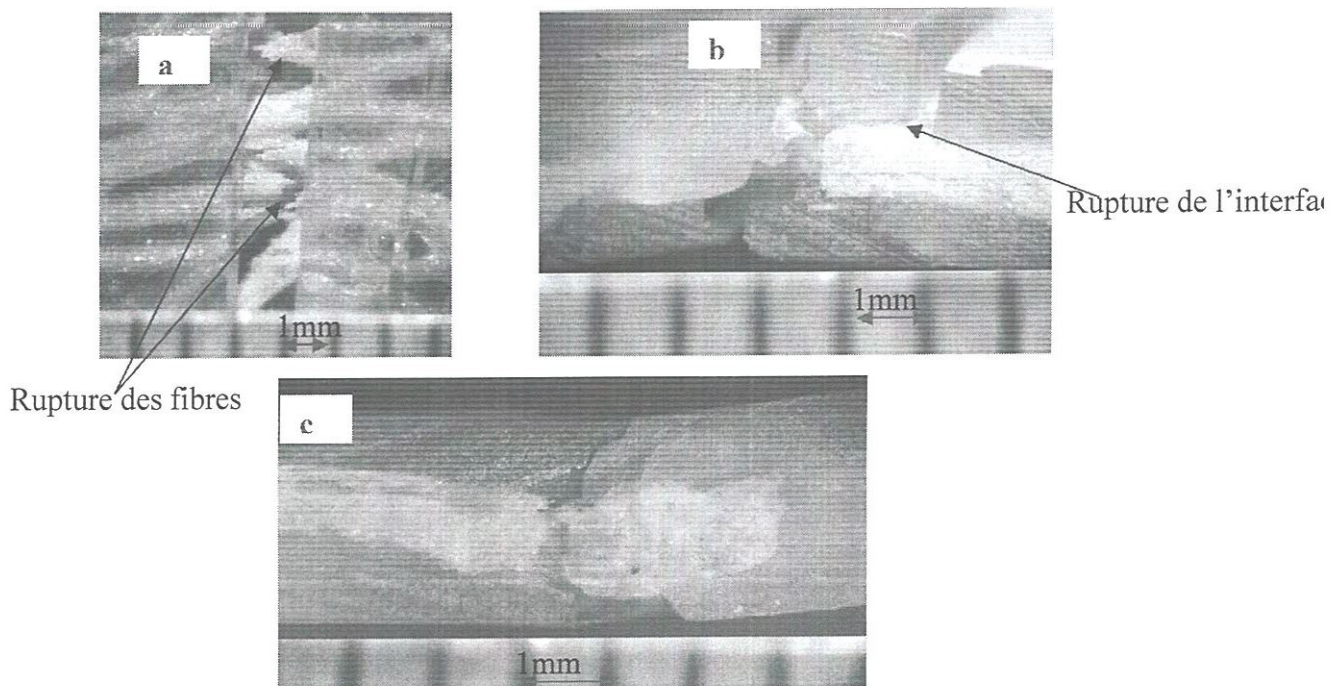 a
b
Rupture de l’interfa
1mm
1mm
Rupture des fibres
c
1mm